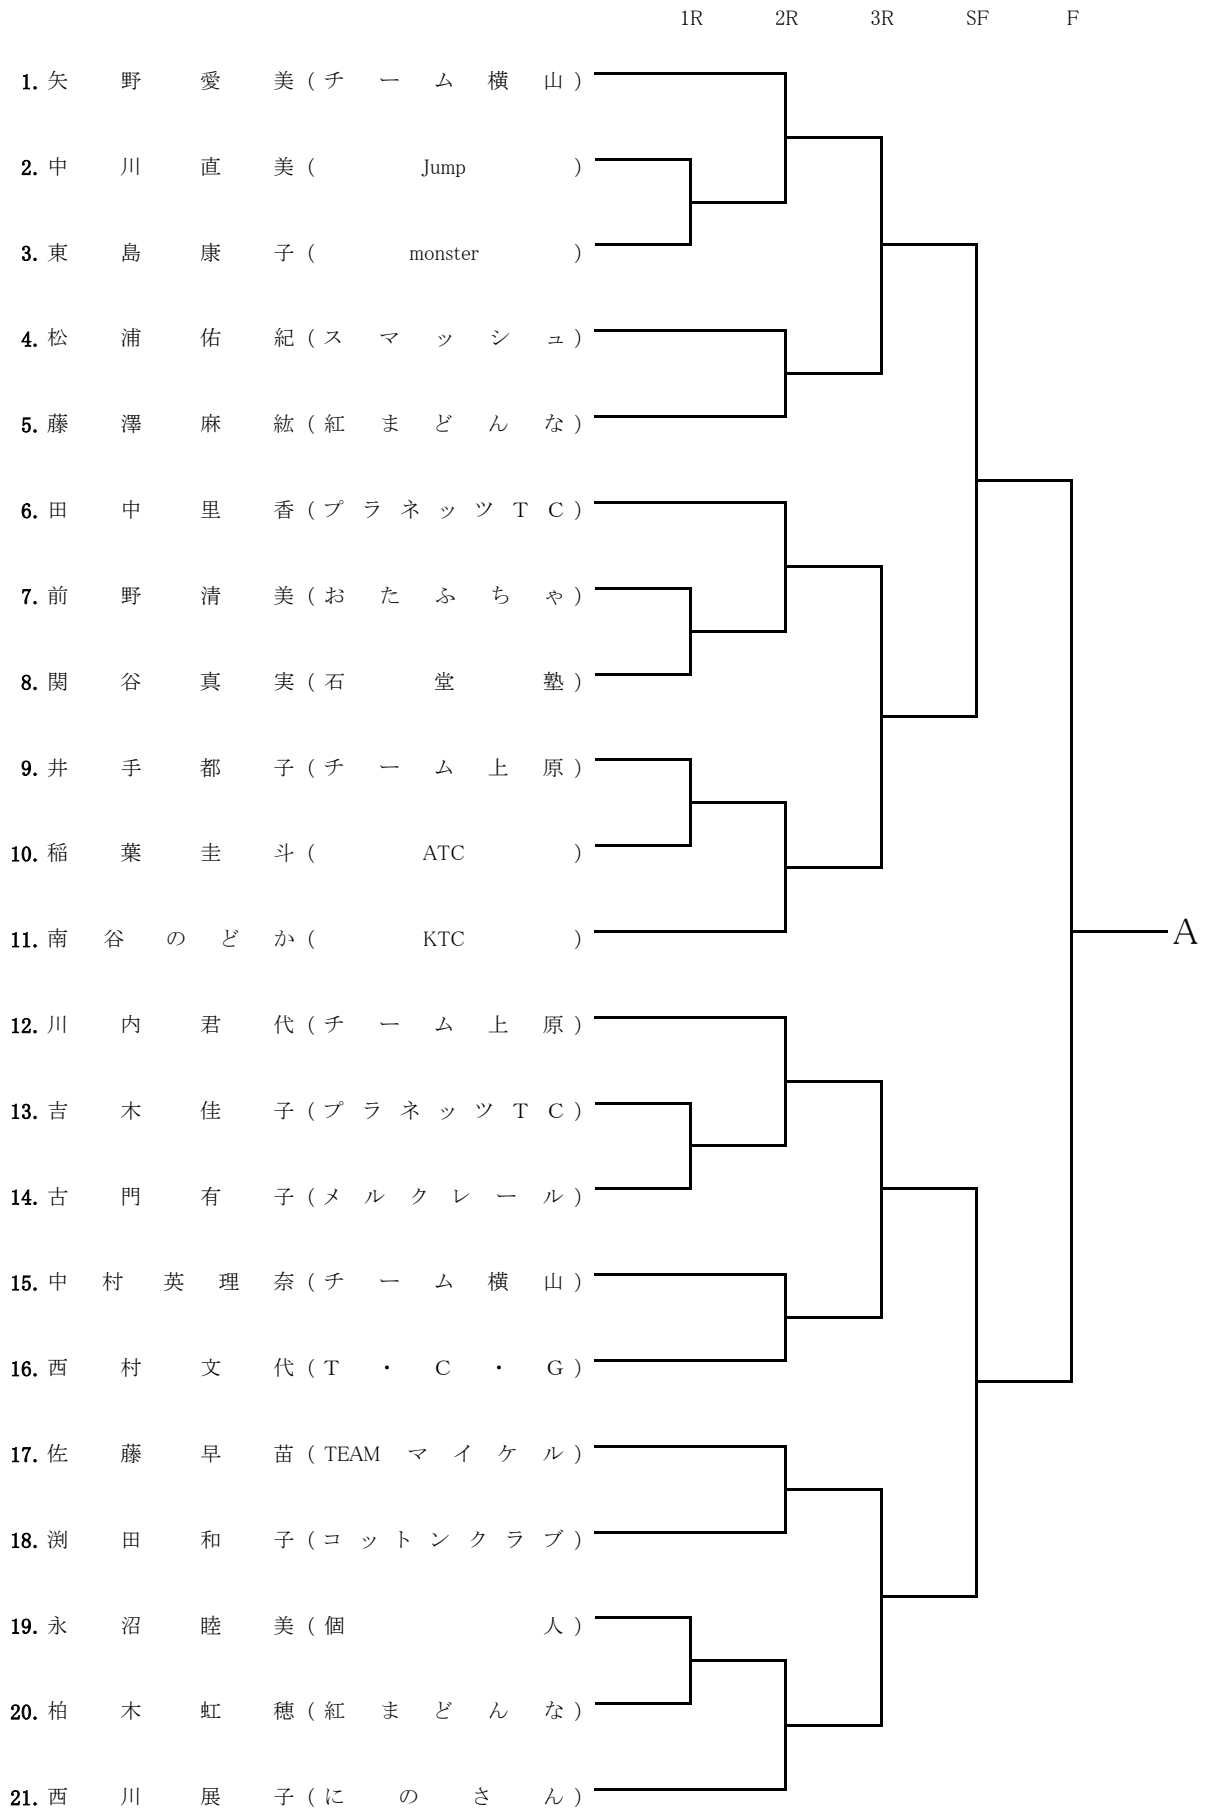 1R 2R 3R SF F
1. 矢野愛美(チーム横山)
2. 中川直美(Jump)
3. 東島康子(monster)
4. 松浦佑紀(スマッシュ)
5. 藤澤麻紘(紅まどんな)
6. 田中里香(プラネッツTC)
7. 前野清美(おたふちゃ)
8. 関谷真実(石堂塾)
9. 井手都子(チーム上原)
10. 稲葉圭斗(ATC)
11. 南谷のどか(KTC)
A
12. 川内君代(チーム上原)
13. 吉木佳子(プラネッツTC)
14. 古門有子(メルクレール)
15. 中村英理奈(チーム横山)
16. 西村文代(T・C・G)
17. 佐藤早苗(TEAMマイケル)
18. 渕田和子(コットンクラブ)
19. 永沼睦美(個人)
20. 柏木虹穂(紅まどんな)
21. 西川展子(にのさん)